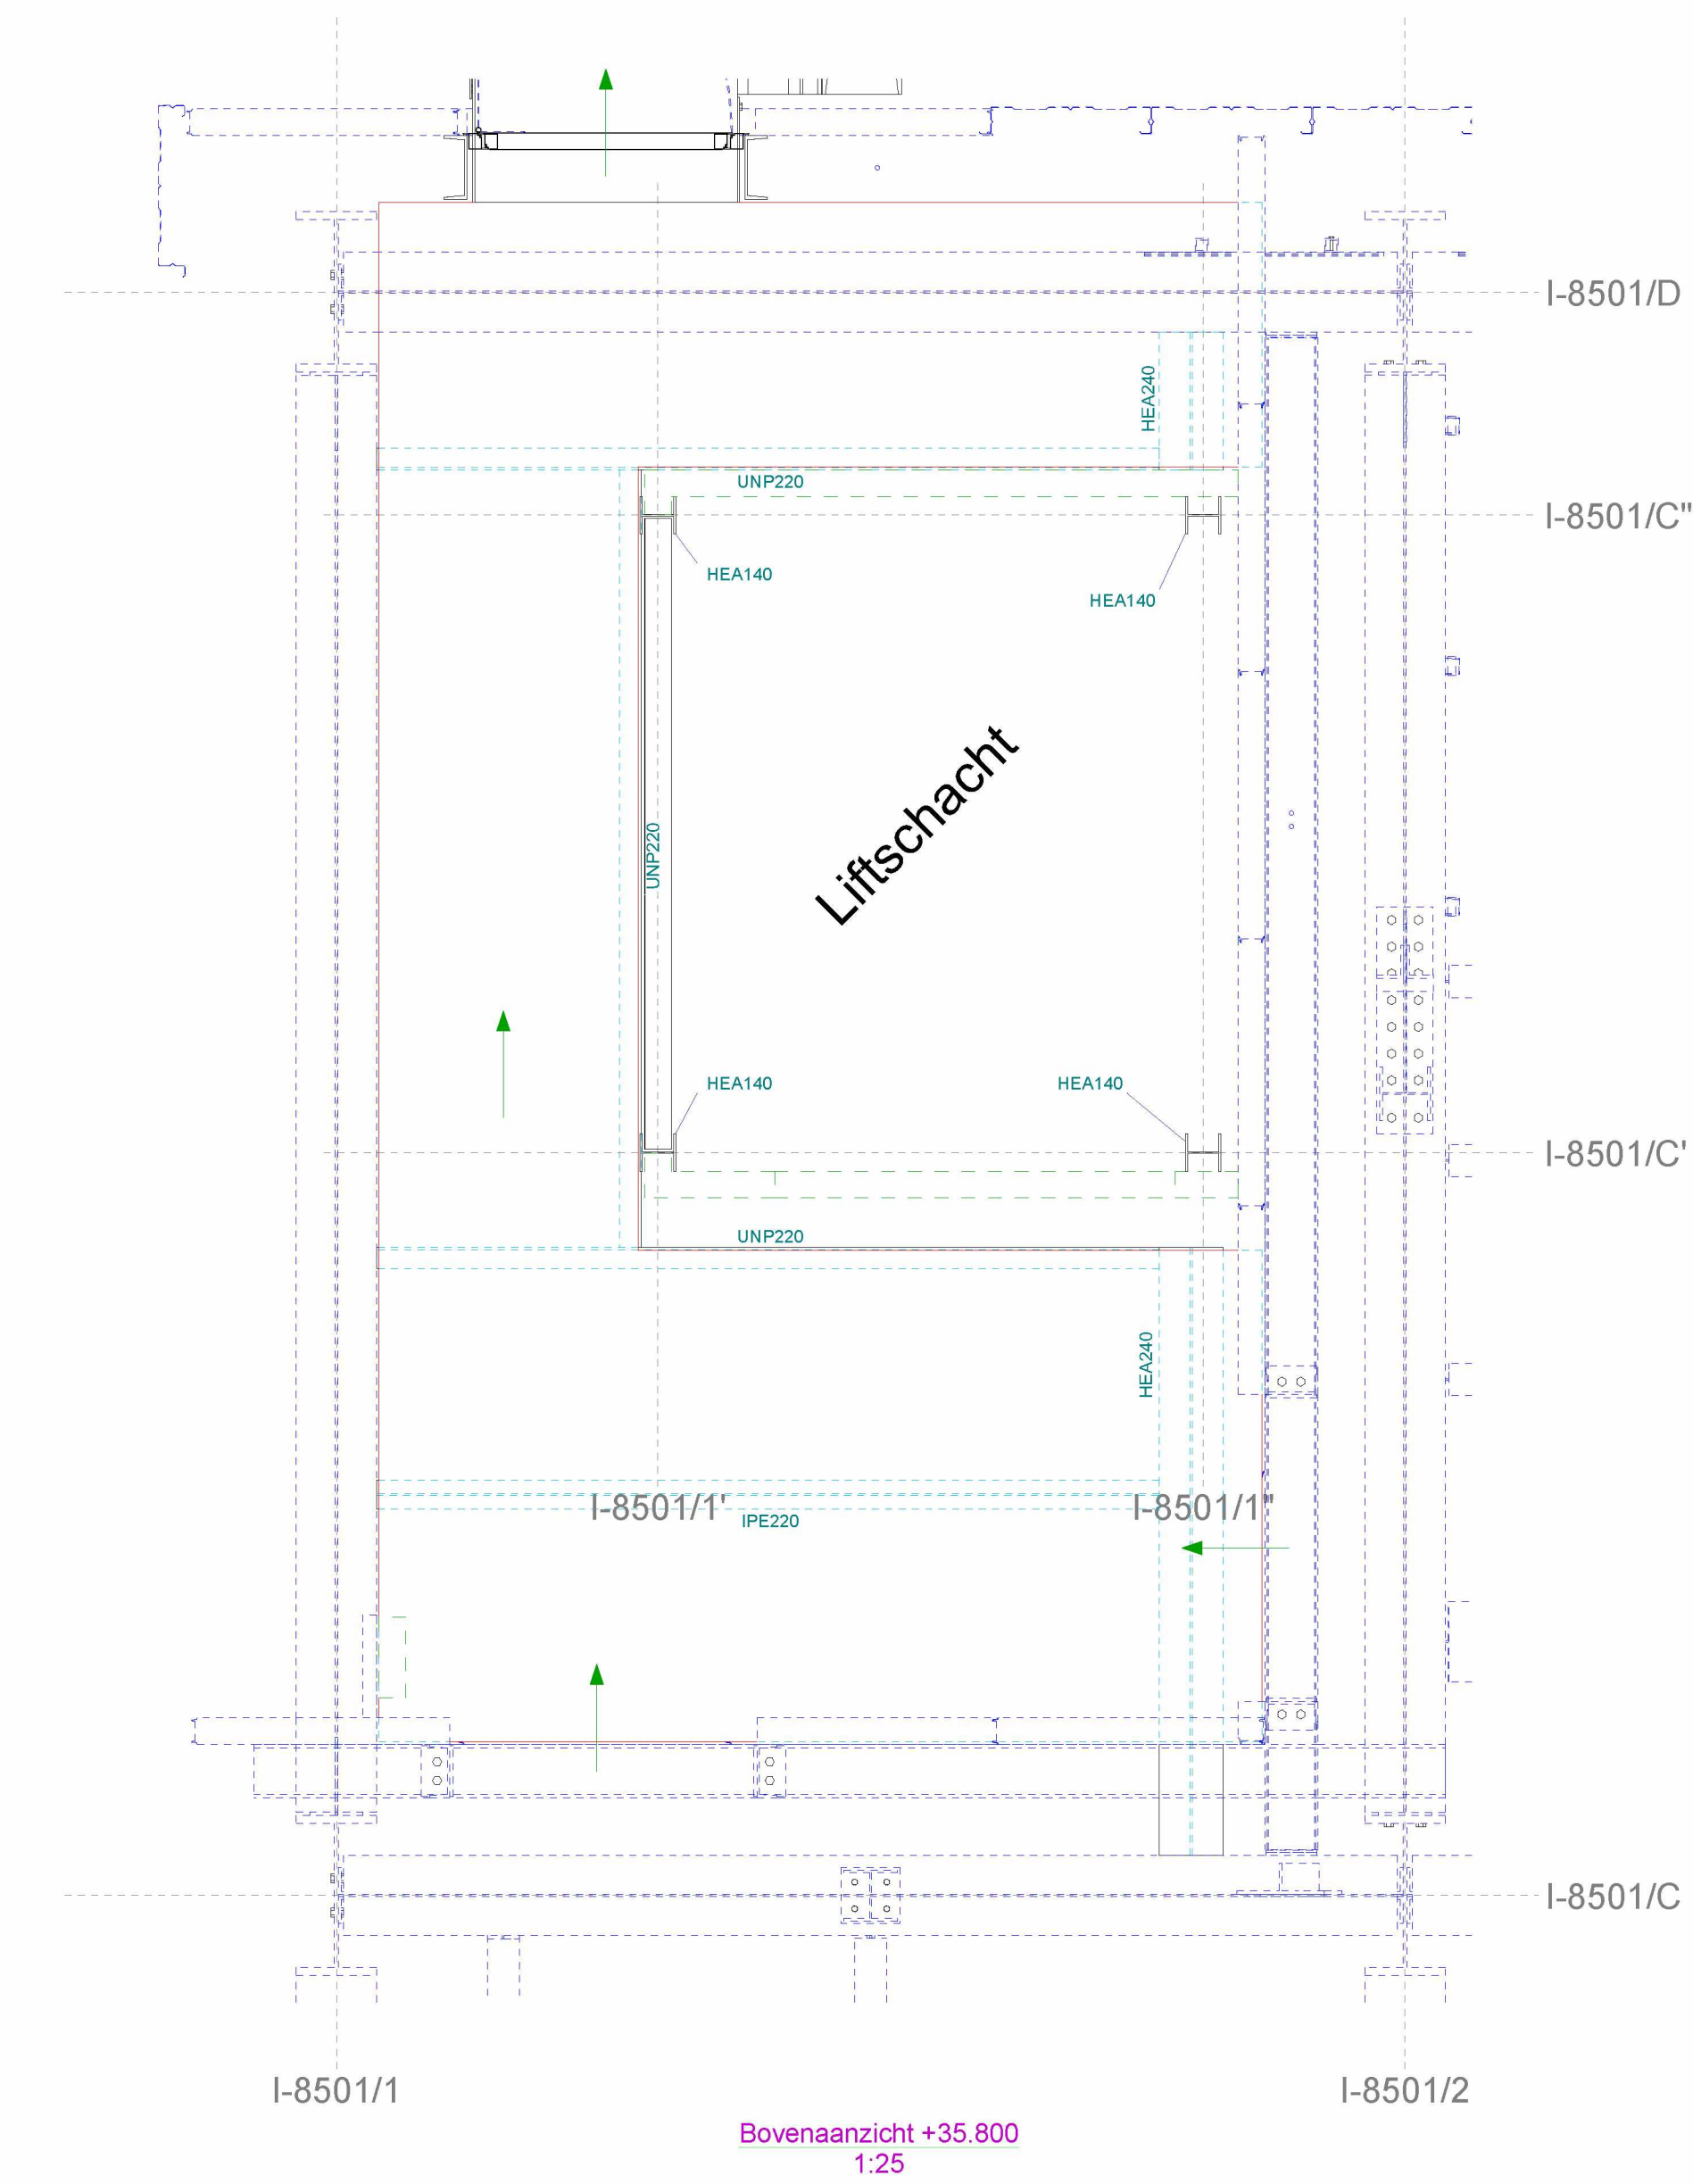 I-8501/D
HEA240
UNP220
I-8501/C"
HEA140
HEA140
Liftschacht
UNP220
HEA140
HEA140
I-8501/C'
UNP220
HEA240
I-8501/1'
I-8501/1"
IPE220
I-8501/C
I-8501/1
I-8501/2
Bovenaanzicht +35.800
1:25